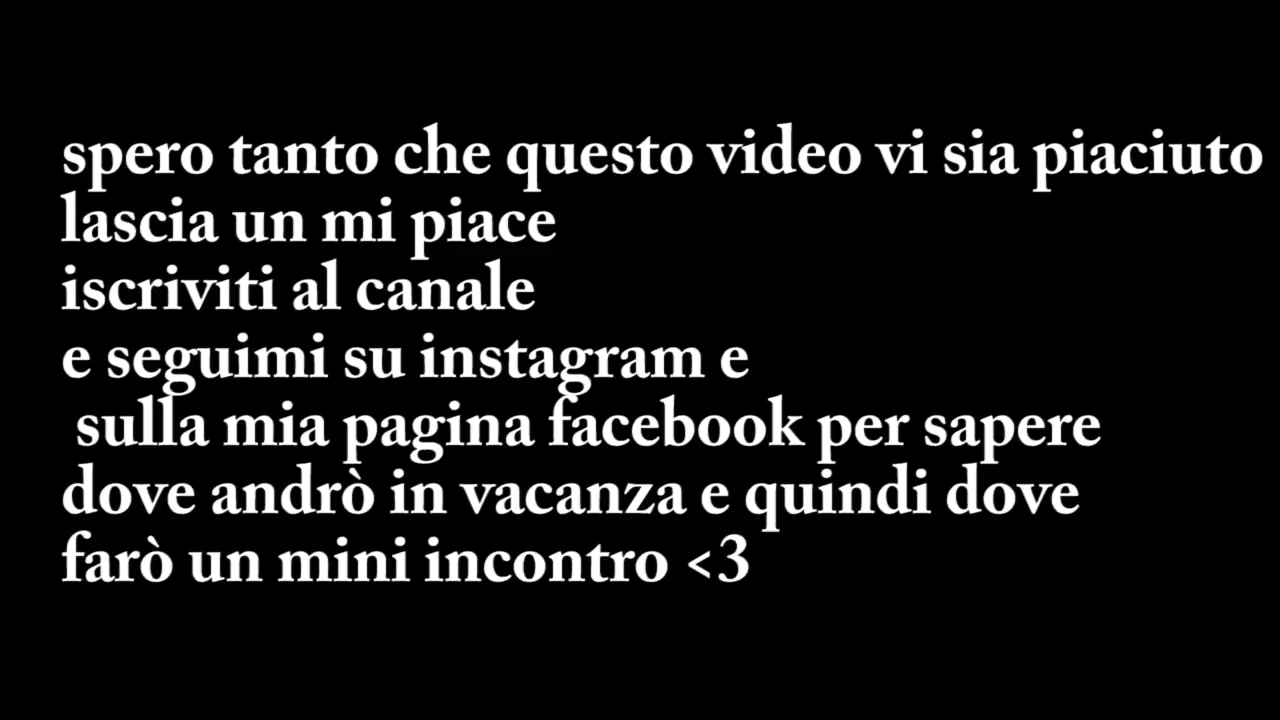 spero tanto che questo video vi sia piaciuto
lascia un mi piace
iscriviti al canale
e seguimi su instagram e
sulla mia pagina facebook per sapere
dove andrò in vacanza e quindi dove
farò un mini incontro <3